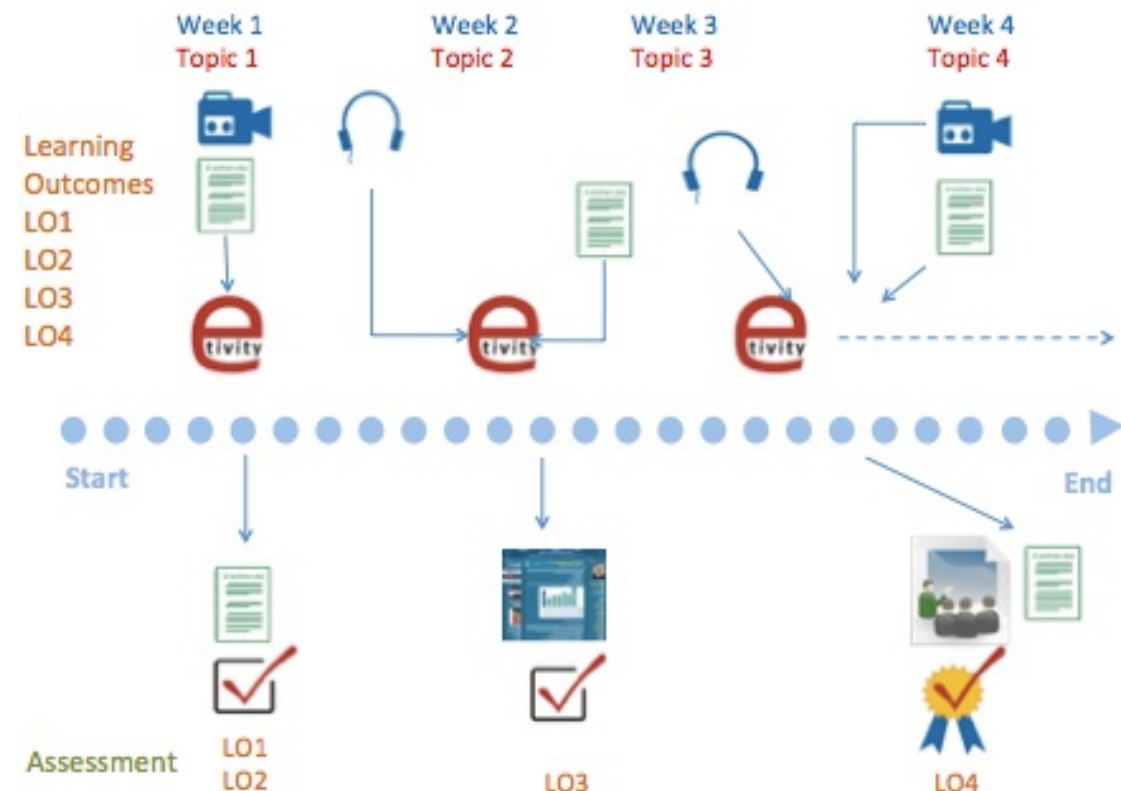 Week 1
Topic 1
Week 2
Topic 2
Week 3
Topic 3
Week 4
Topic 4
Learning
Outcomes
LO1
LO2
LO3
LO4
e
tivity
e
tivity
e
tivity
Start
End
Assessment
LO1
LO2
LO3
LO4